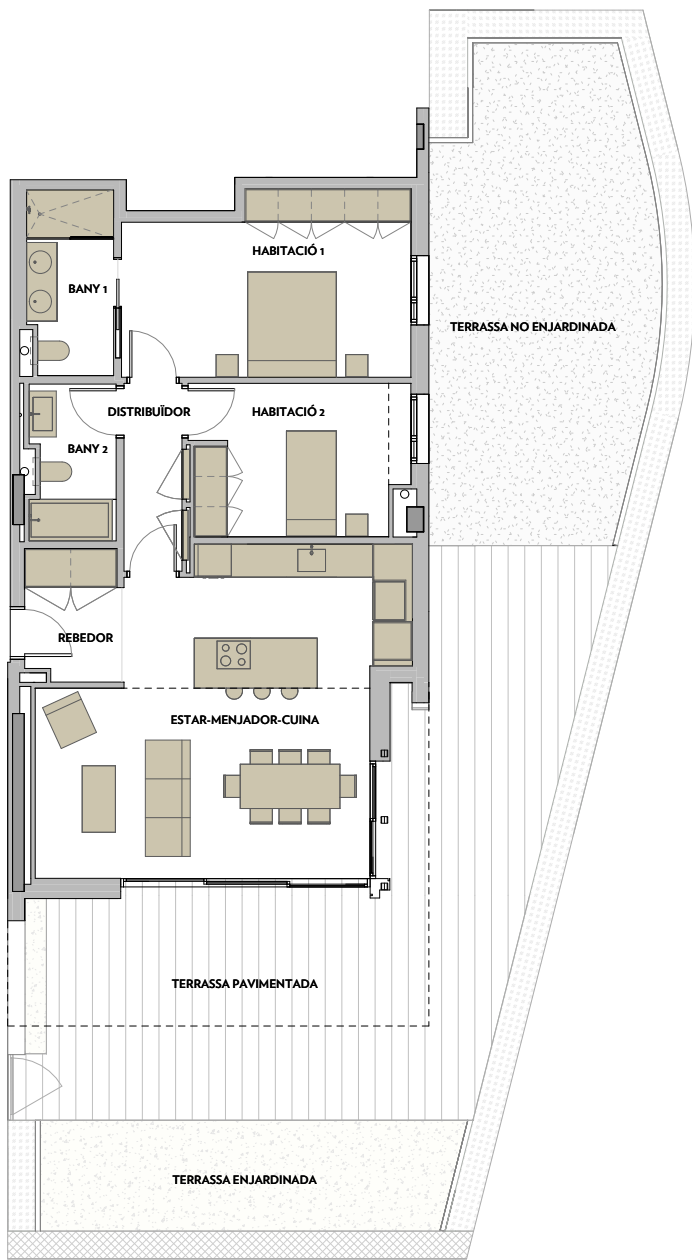 HABITACIÓ 1
BANY 1
TERRASSA NO ENJARDINADA
DISTRIBUÏDOR
HABITACIÓ 2
BANY 2
REBEDOR
ESTAR-MENJADOR-CUINA
TERRASSA PAVIMENTADA
TERRASSA ENJARDINADA